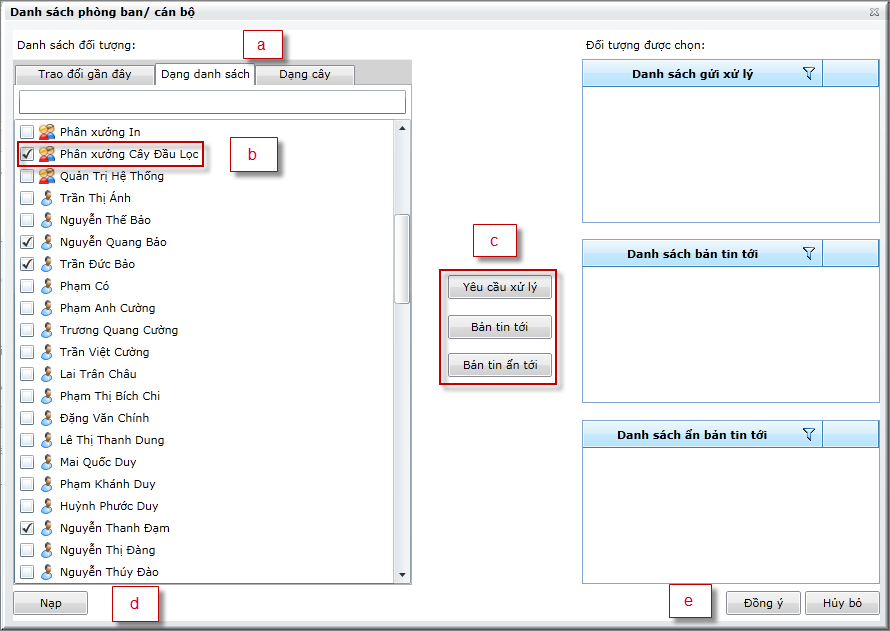 Danh sách phòng ban/ cán bộ
Danh sách đối tượng:
a
Đối tượng được chọn:
Trao đổi gần đây
Dạng danh sách
Dạng cây
Danh sách gửi xử lý
Phân xưởng In
Phân xưởng Cây Đầu Lọc
b
Quản Trị Hệ Thống
Trần Thị Ánh
Nguyễn Thế Bảo
Nguyễn Quang Bảo
Trần Đức Bảo
Phạm Có
Phạm Anh Cường
Trương Quang Cường
Trần Việt Cường
Lai Trân Châu
Phạm Thị Bích Chi
Đặng Văn Chính
Lê Thị Thanh Dung
Mai Quốc Duy
Phạm Khánh Duy
Huỳnh Phước Duy
Nguyễn Thanh Đạm
Nguyễn Thị Đàng
Nguyễn Thúy Đào
c
Yêu cầu xử lý
Bản tin tới
Bản tin ẩn tới
Danh sách bản tin tới
Danh sách ẩn bản tin tới
Nạp
d
e
Đồng ý
Hủy bỏ